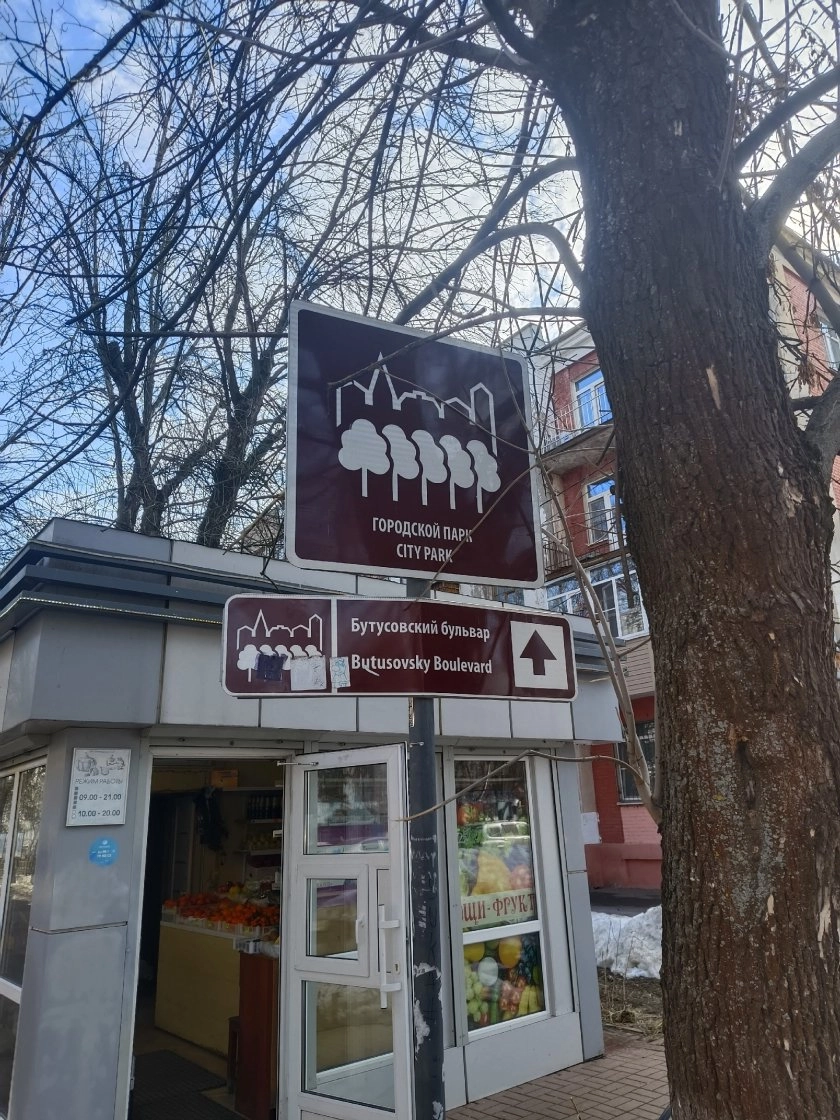 ГОРОДСКОЙ ПАРК
CITY PARK
Бутусовский бульвар
Butusovsky Boulevard
РЕЖИМ РАБОТЫ
09.00 - 21.00
10.00 - 20.00
ЩИ-ФРУКТ